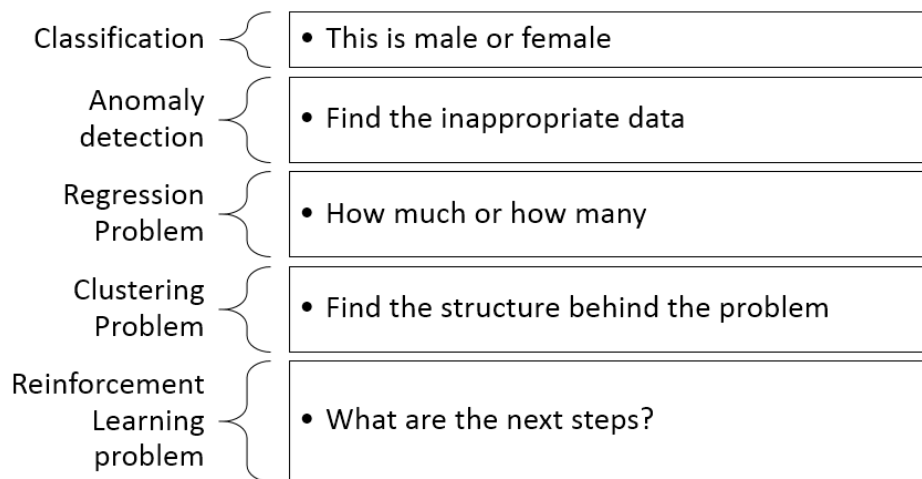 Classification
• This is male or female
Anomaly
detection
• Find the inappropriate data
Regression
Problem
• How much or how many
Clustering
Problem
• Find the structure behind the problem
Reinforcement
Learning
problem
• What are the next steps?